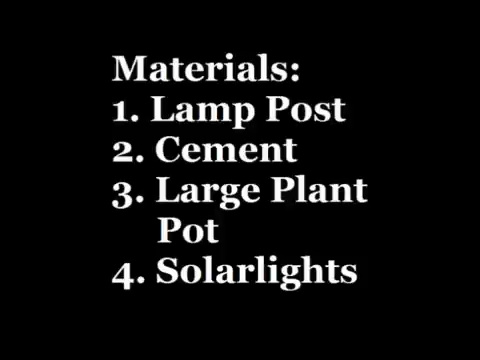 Materials:
1. Lamp Post
2. Cement
3. Large Plant
Pot
4. Solarlights